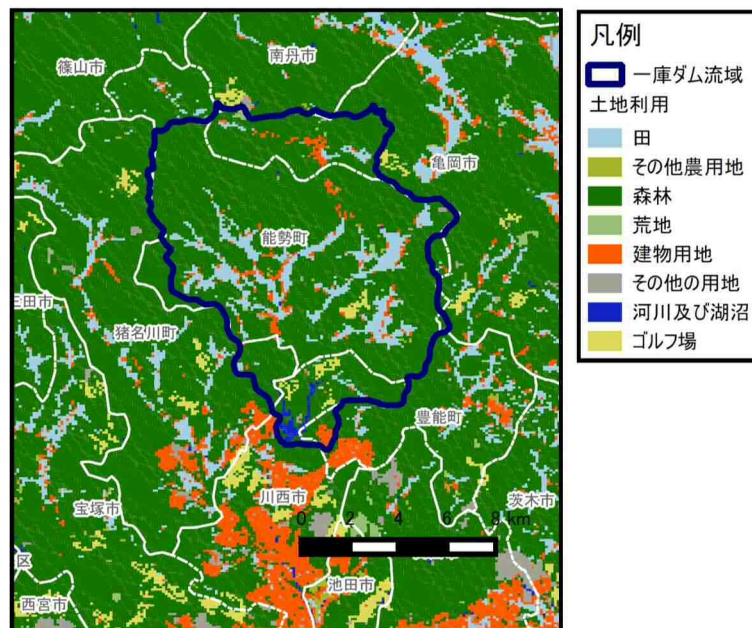 南丹市
篠山市
亀岡市
能勢町
三田市
猪名川町
豊能町
川西市
茨木市
宝塚市
0 2 4 6 8 km
区
池田市
西宮市
凡例
一庫ダム流域
土地利用
田
その他農用地
森林
荒地
建物用地
その他の用地
河川及び湖沼
ゴルフ場